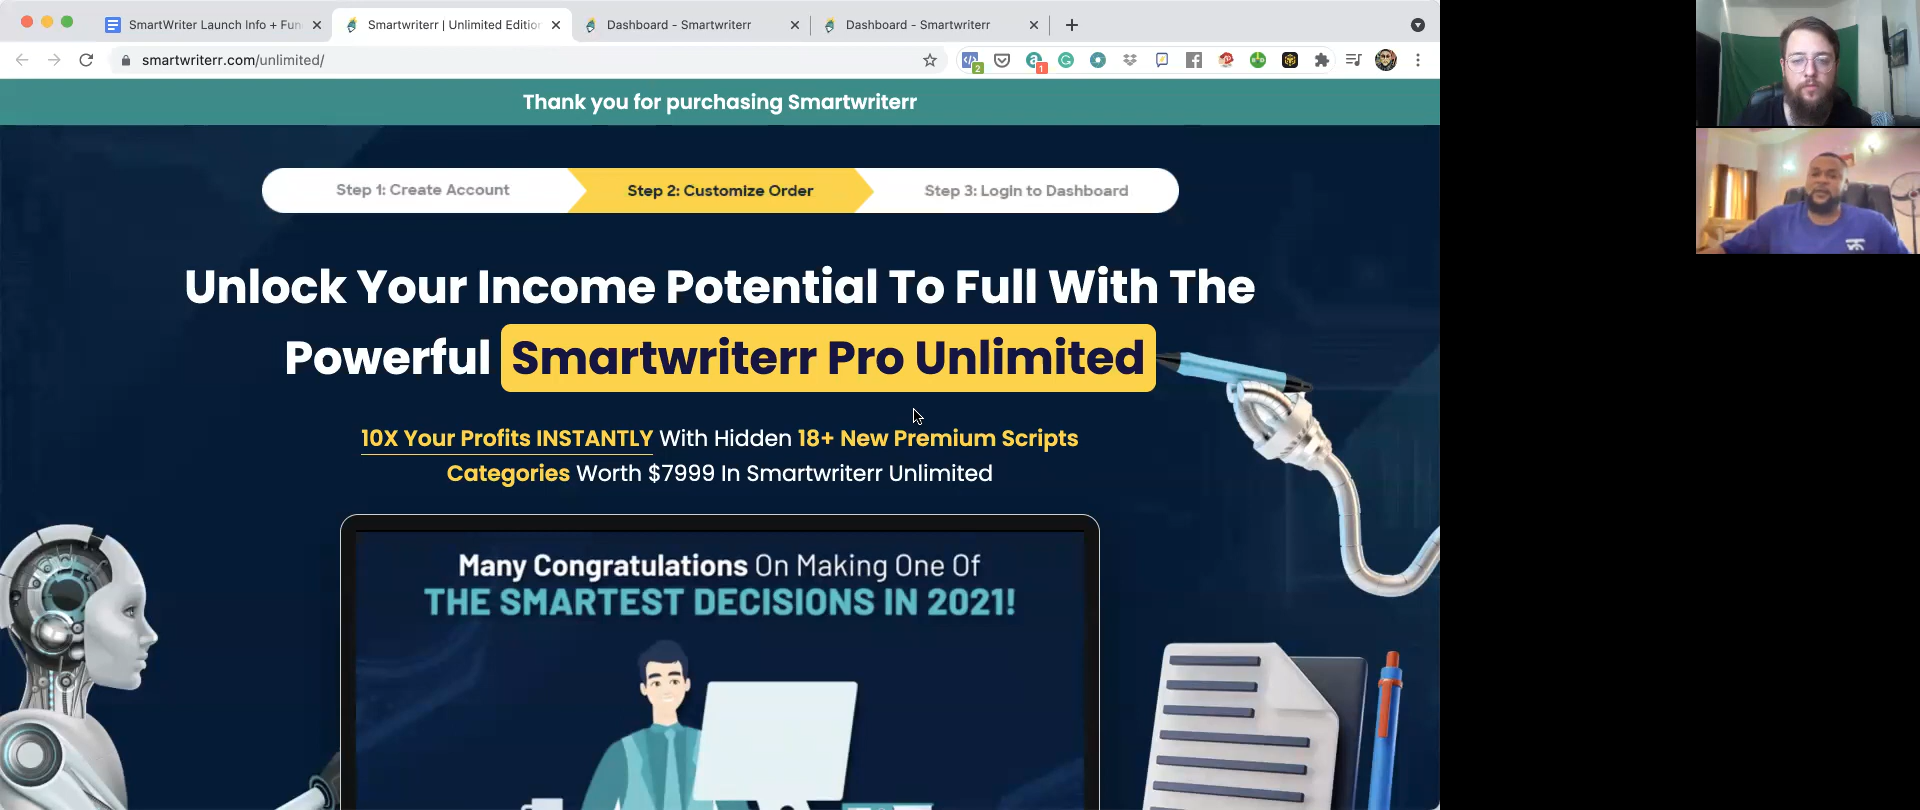 SmartWriter Launch Info + Fun
Smartwriterr | Unlimited Edition
Dashboard - Smartwriterr
Dashboard - Smartwriterr
smartwriterr.com/unlimited/
2
1
Thank you for purchasing Smartwriterr
Step 1: Create Account
Step 2: Customize Order
Step 3: Login to Dashboard
Unlock Your Income Potential To Full With The
Powerful Smartwriterr Pro Unlimited
10X Your Profits INSTANTLY With Hidden 18+ New Premium Scripts
Categories Worth $7999 In Smartwriterr Unlimited
Many Congratulations On Making One Of
THE SMARTEST DECISIONS IN 2021!